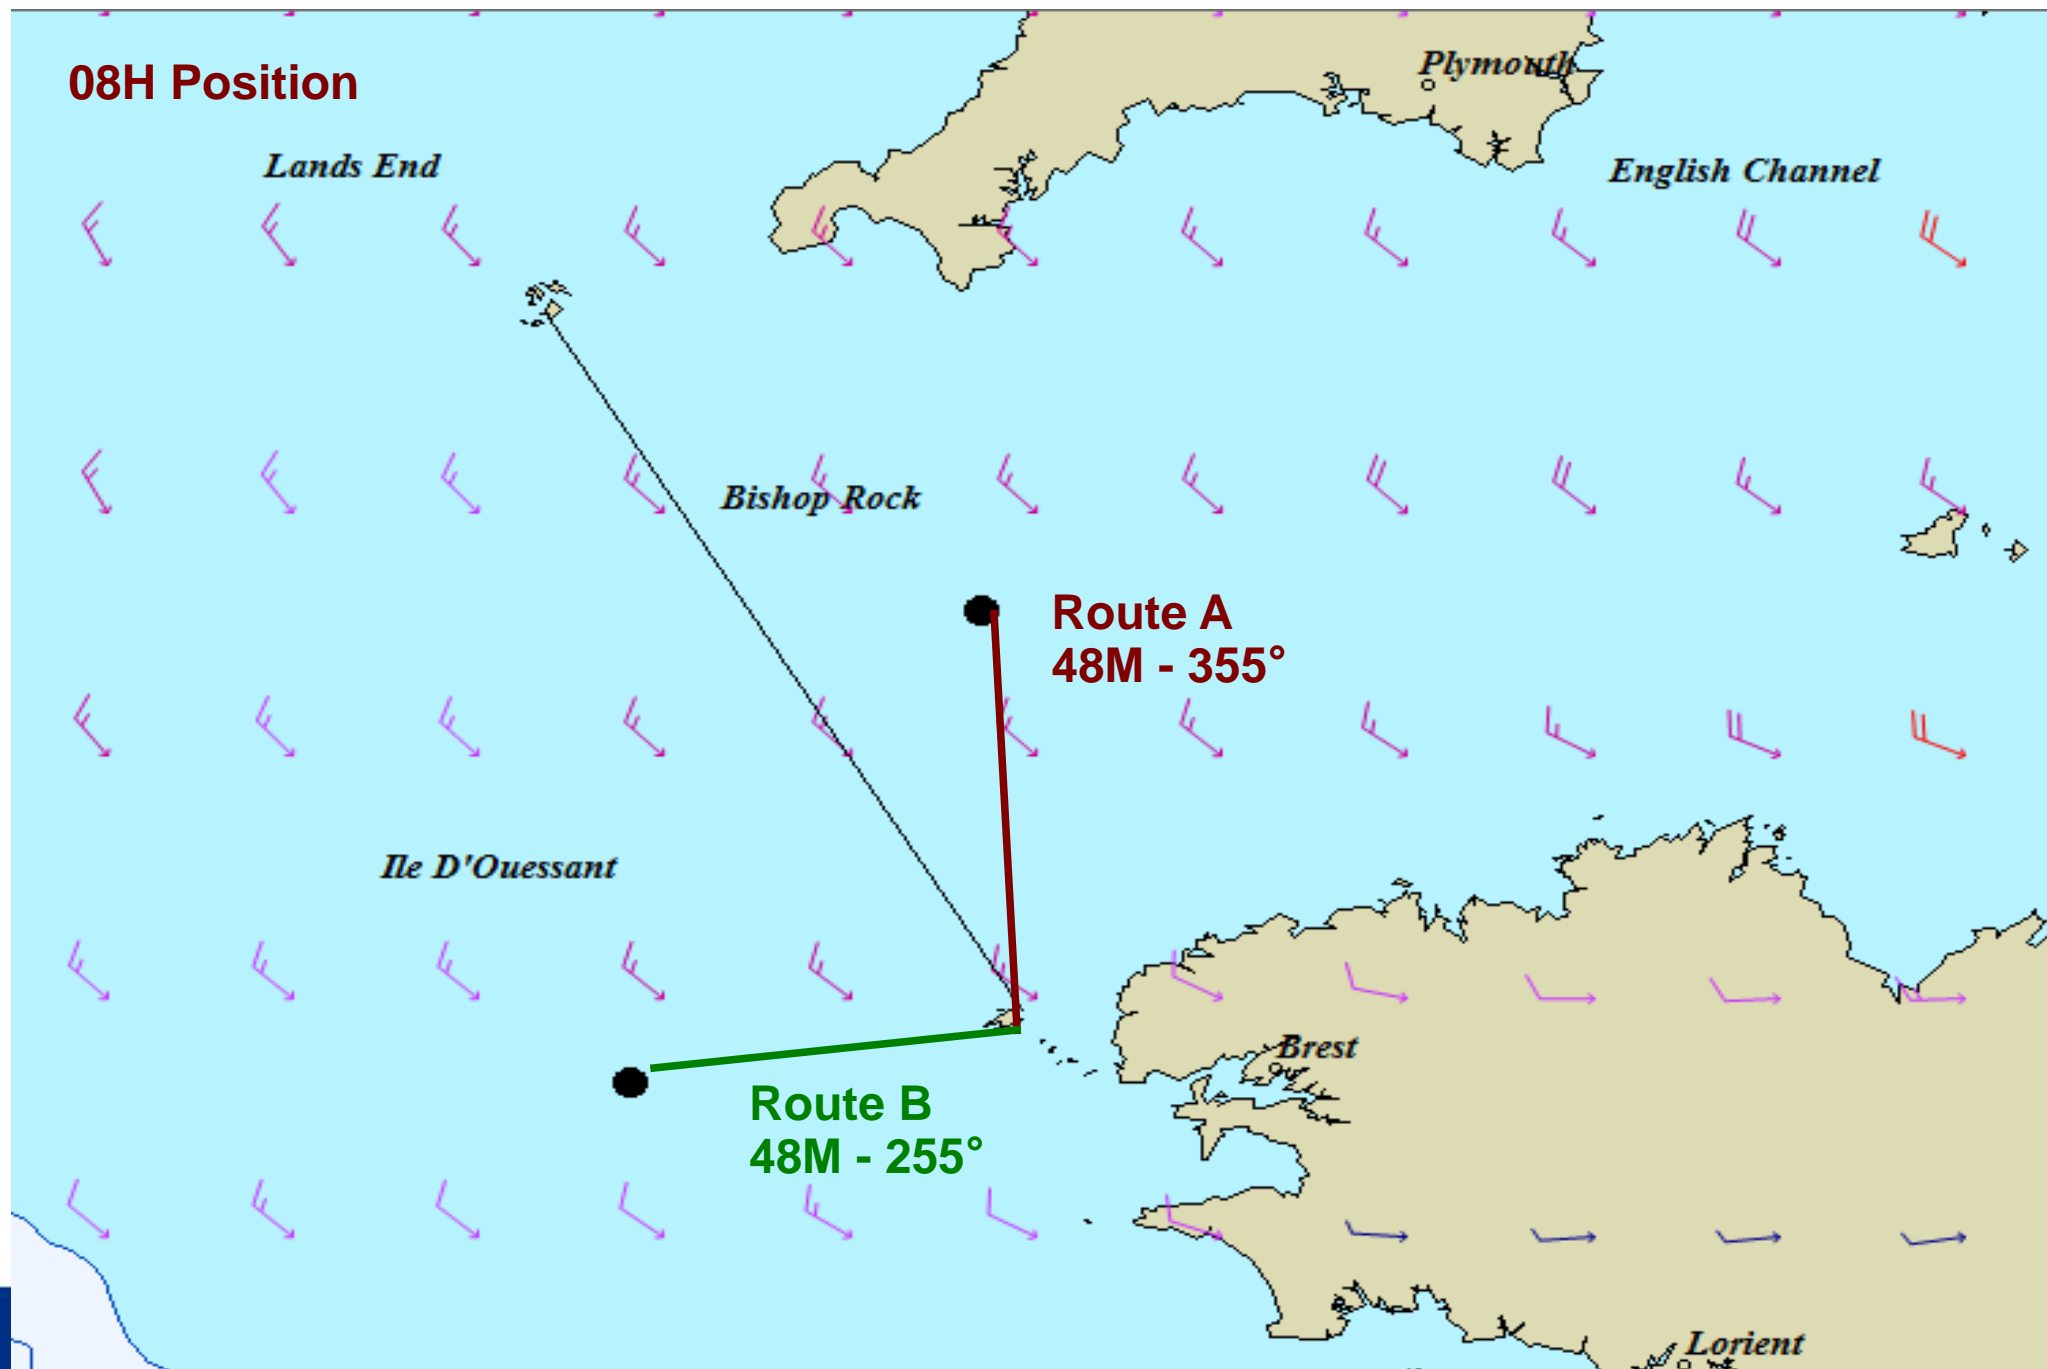 08H Position
Plymouth
Lands End
English Channel
Bishop Rock
Route A
48M - 355°
Ile D'Ouessant
Brest
Route B
48M - 255°
Lorient